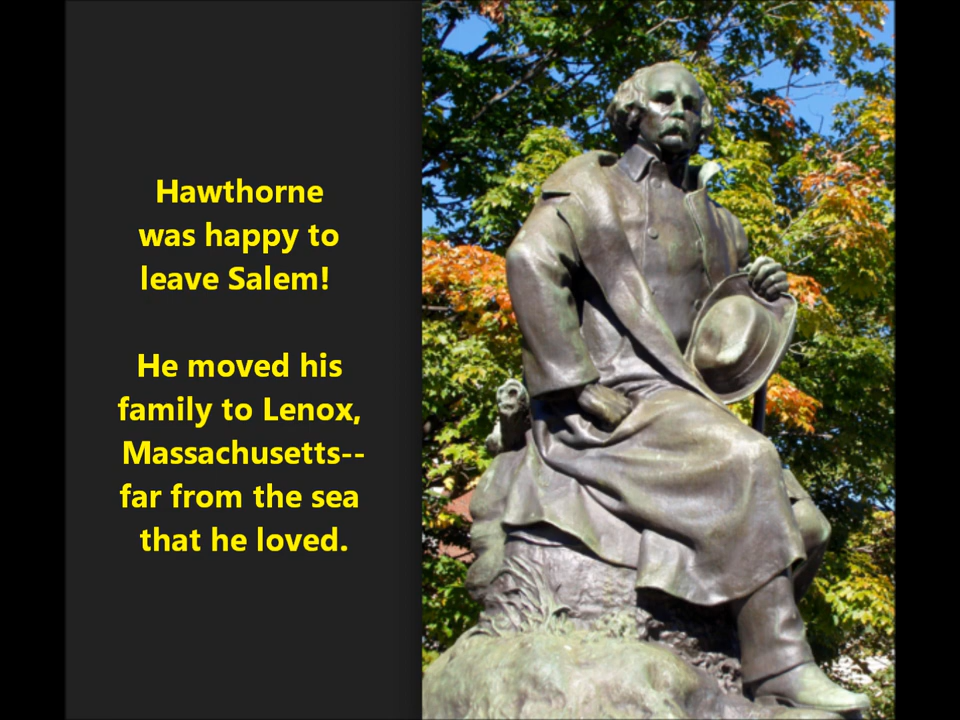 Hawthorne
was happy to
leave Salem!
He moved his
family to Lenox,
Massachusetts--
far from the sea
that he loved.